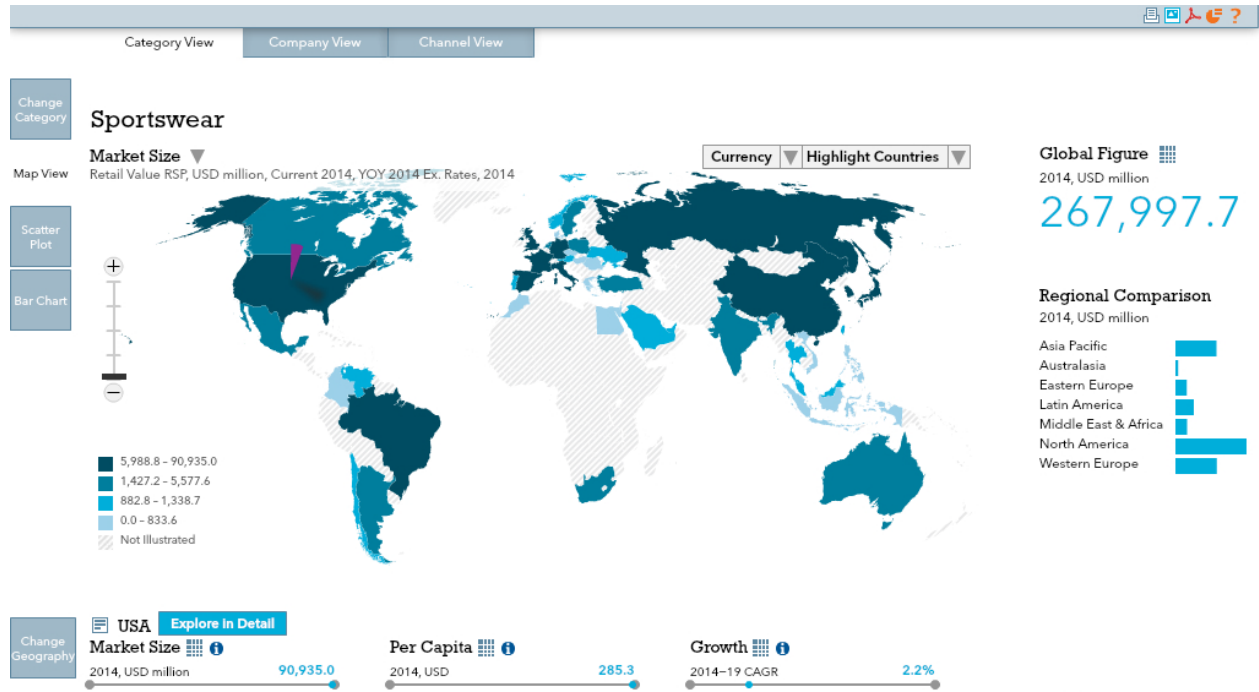 Category View
Company View
Channel View
Change
Category
Sportswear
Market Size
Currency
Highlight Countries
Map View
Retail Value RSP, USD million, Current 2014, YOY 2014 Ex. Rates, 2014
Global Figure
2014, USD million
267,997.7
Scatter
Plot
Bar Chart
Regional Comparison
2014, USD million
Asia Pacific
Australasia
Eastern Europe
Latin America
Middle East & Africa
North America
Western Europe
5,988.8 - 90,935.0
1,427.2 - 5,577.6
882.8 - 1,338.7
0.0 - 833.6
Not Illustrated
Change
Geography
USA
Explore in Detail
Market Size
2014, USD million
90,935.0
Per Capita
2014, USD
285.3
Growth
2014-19 CAGR
2.2%